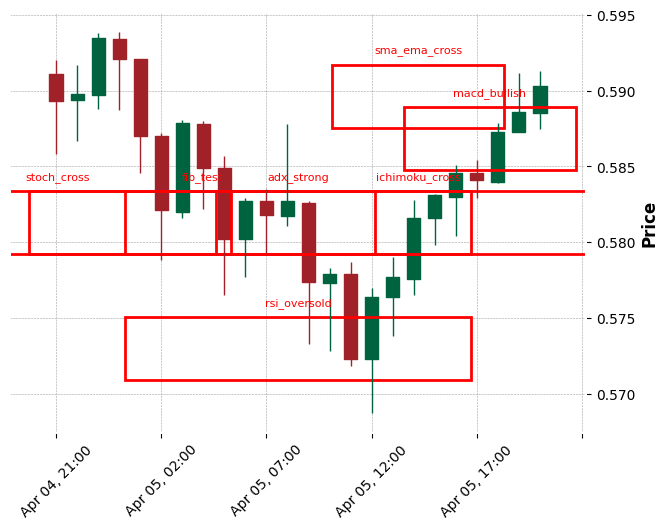 0.595
sma_ema_cross
0.590
macd_bullish
0.585
stoch_cross
adx_strong
ichimoku_cross
0.580
Price
rsi_oversold
0.575
0.570
Apr 04, 21:00
Apr 05, 02:00
Apr 05, 07:00
Apr 05, 12:00
Apr 05, 17:00